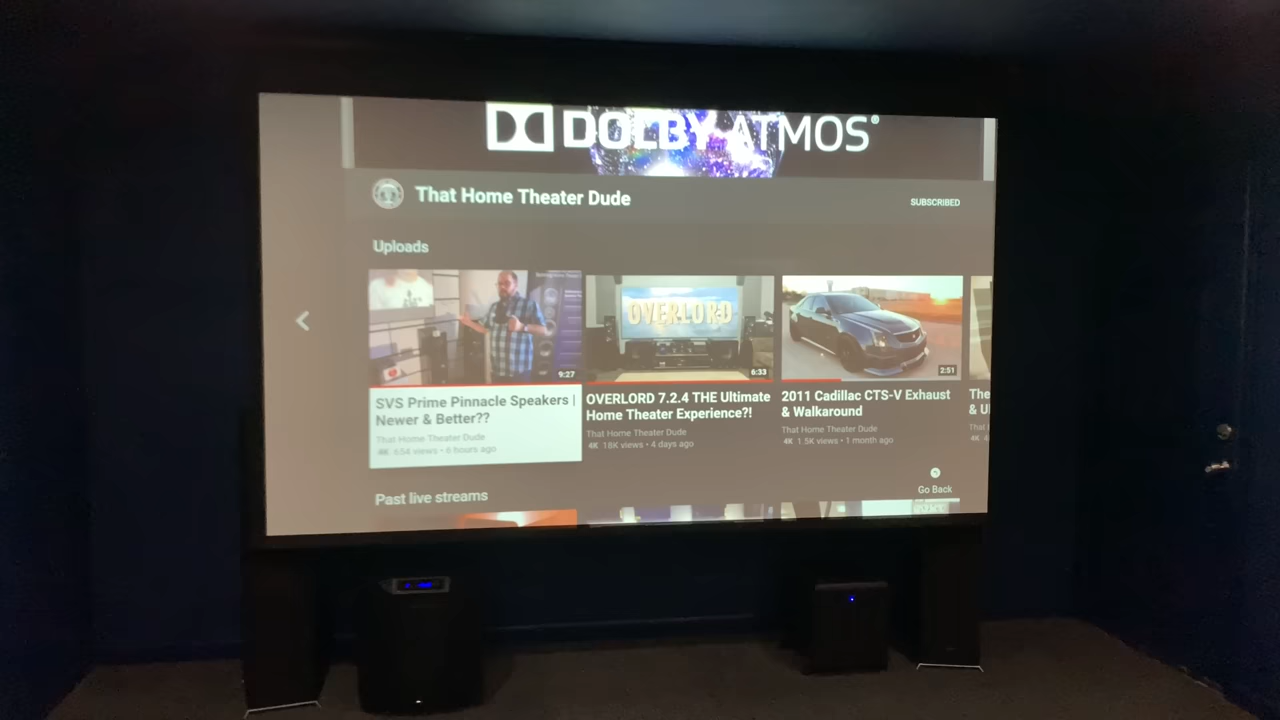 DOLBY ATMOS®
That Home Theater Dude
SUBSCRIBED
Uploads
OVERLORD
9:27
6:33
2:51
SVS Prime Pinnacle Speakers |
Newer & Better??
That Home Theater Dude
4K 654 views • 6 hours ago
OVERLORD 7.2.4 THE Ultimate
Home Theater Experience?!
That Home Theater Dude
4K 18K views • 4 days ago
2011 Cadillac CTS-V Exhaust
& Walkaround
That Home Theater Dude
4K 1.5K views • 1 month ago
The
&
4K
Go Back
Past live streams